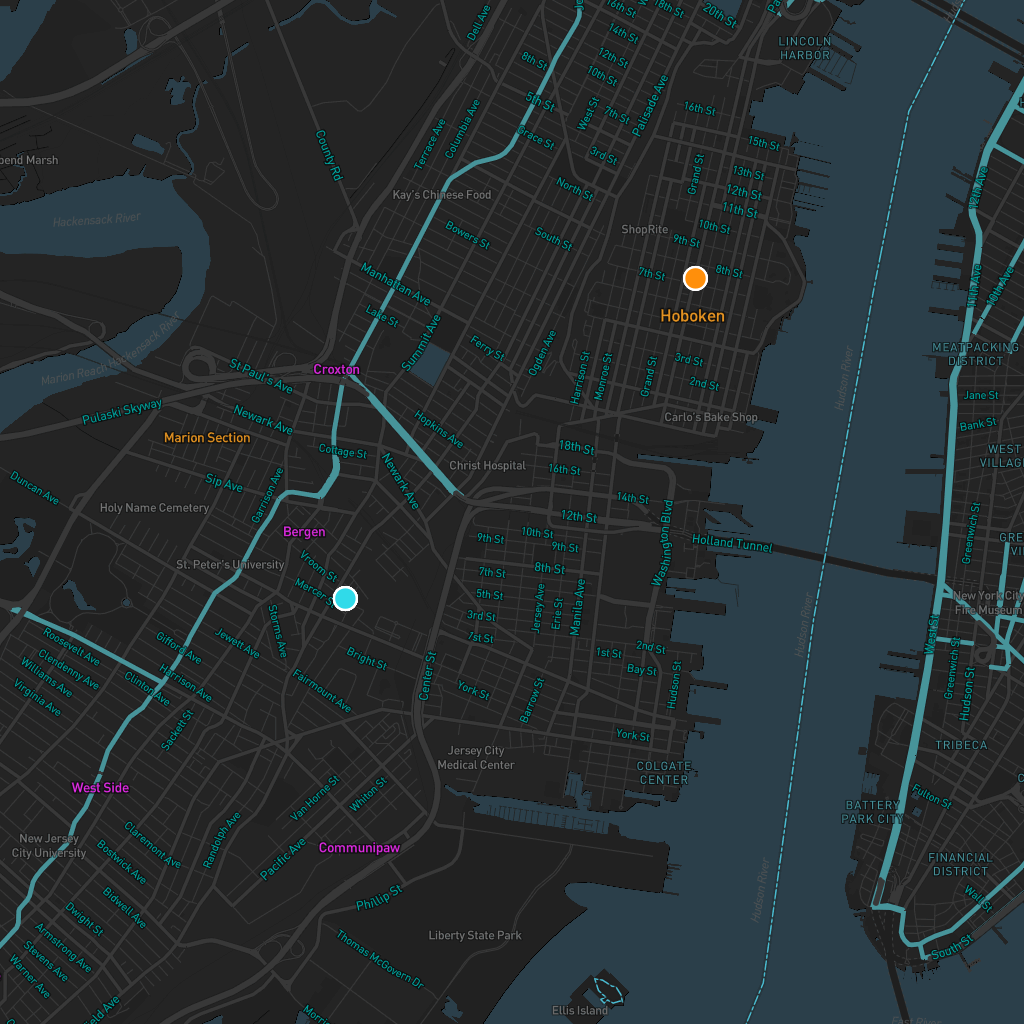 16th St
18th St
20th St
Dell Ave
14th St
LINCOLN
HARBOR
12th St
8th St
10th St
5th St
West St
7th St
Palisade Ave
16th St
Terrace Ave
Columbia Ave
Grace St
15th St
County Rd
3rd St
Grand St
13th St
12th Ave
pend Marsh
Kay's Chinese Food
North St
12th St
11th St
Hackensack River
Bowers St
South St
ShopRite
10th St
9th St
Manhattan Ave
7th St
8th St
11th Ave
10th Ave
Lake St
Summit Ave
Hoboken
Marion Reach Hackensack River
Ferry St
Ogden Ave
MEATPACKING
DISTRICT
St.Paul's Ave
Croxton
Harrison St
Monroe St
Grand St
3rd St
2nd St
Hudson River
Jane St
Pulaski Skyway
Newark Ave
Hopkins Ave
Carlo's Bake Shop
Bank St
Marion Section
Cottage St
18th St
WEST
VILLAGE
Duncan Ave
Sip Ave
Garrison Ave
Newark Ave
Christ Hospital
16th St
14th St
Holy Name Cemetery
12th St
Washington Blvd
Greenwich St
Bergen
9th St
10th St
9th St
Holland Tunnel
St. Peter's University
Vroom St
7th St
8th St
Mercer St
5th St
Jersey Ave
Erie St
Manila Ave
New York City
Fire Museum
Storms Ave
3rd St
Hudson River
Roosevelt Ave
Gifford Ave
Jewett Ave
1st St
2nd St
West St
Clendenny Ave
Bright St
1st St
Bay St
Williams Ave
Harrison Ave
Clinton Ave
Fairmount Ave
Center St
York St
Barrow St
Hudson St
Greenwich St
Hudson St
Virginia Ave
Sackett St
York St
TRIBECA
Jersey City
Medical Center
COLGATE
CENTER
West Side
Van Horne St
Whiton St
Fulton St
BATTERY
PARK CITY
New Jersey
City University
Claremont Ave
Randolph Ave
Communipaw
Bostwick Ave
Pacific Ave
FINANCIAL
DISTRICT
Hudson River
Bidwell Ave
Phillip St
Wall St
Dwight St
Armstrong Ave
Liberty State Park
South St
Stevens Ave
Thomas McGovern Dr
Warner Ave
field Ave
Ellis Island
East River